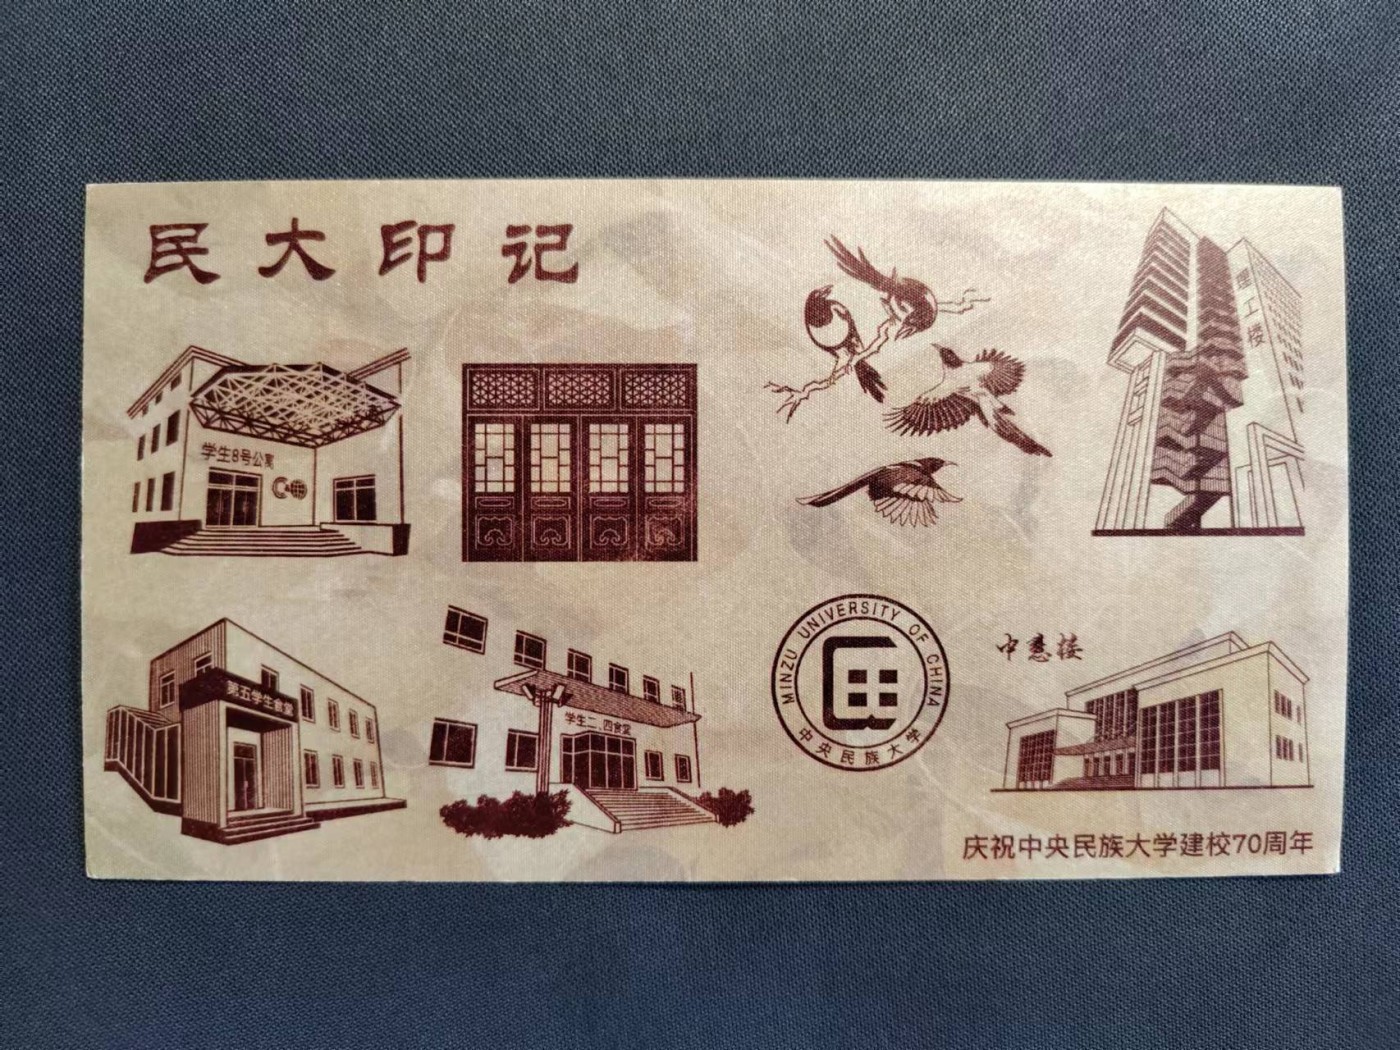 民大印记
理工楼
学生8号公寓
第五学生食堂
学生二、四食堂
MINZU UNIVERSITY OF CHINA
中央民族大学
中慧楼
庆祝中央民族大学建校70周年